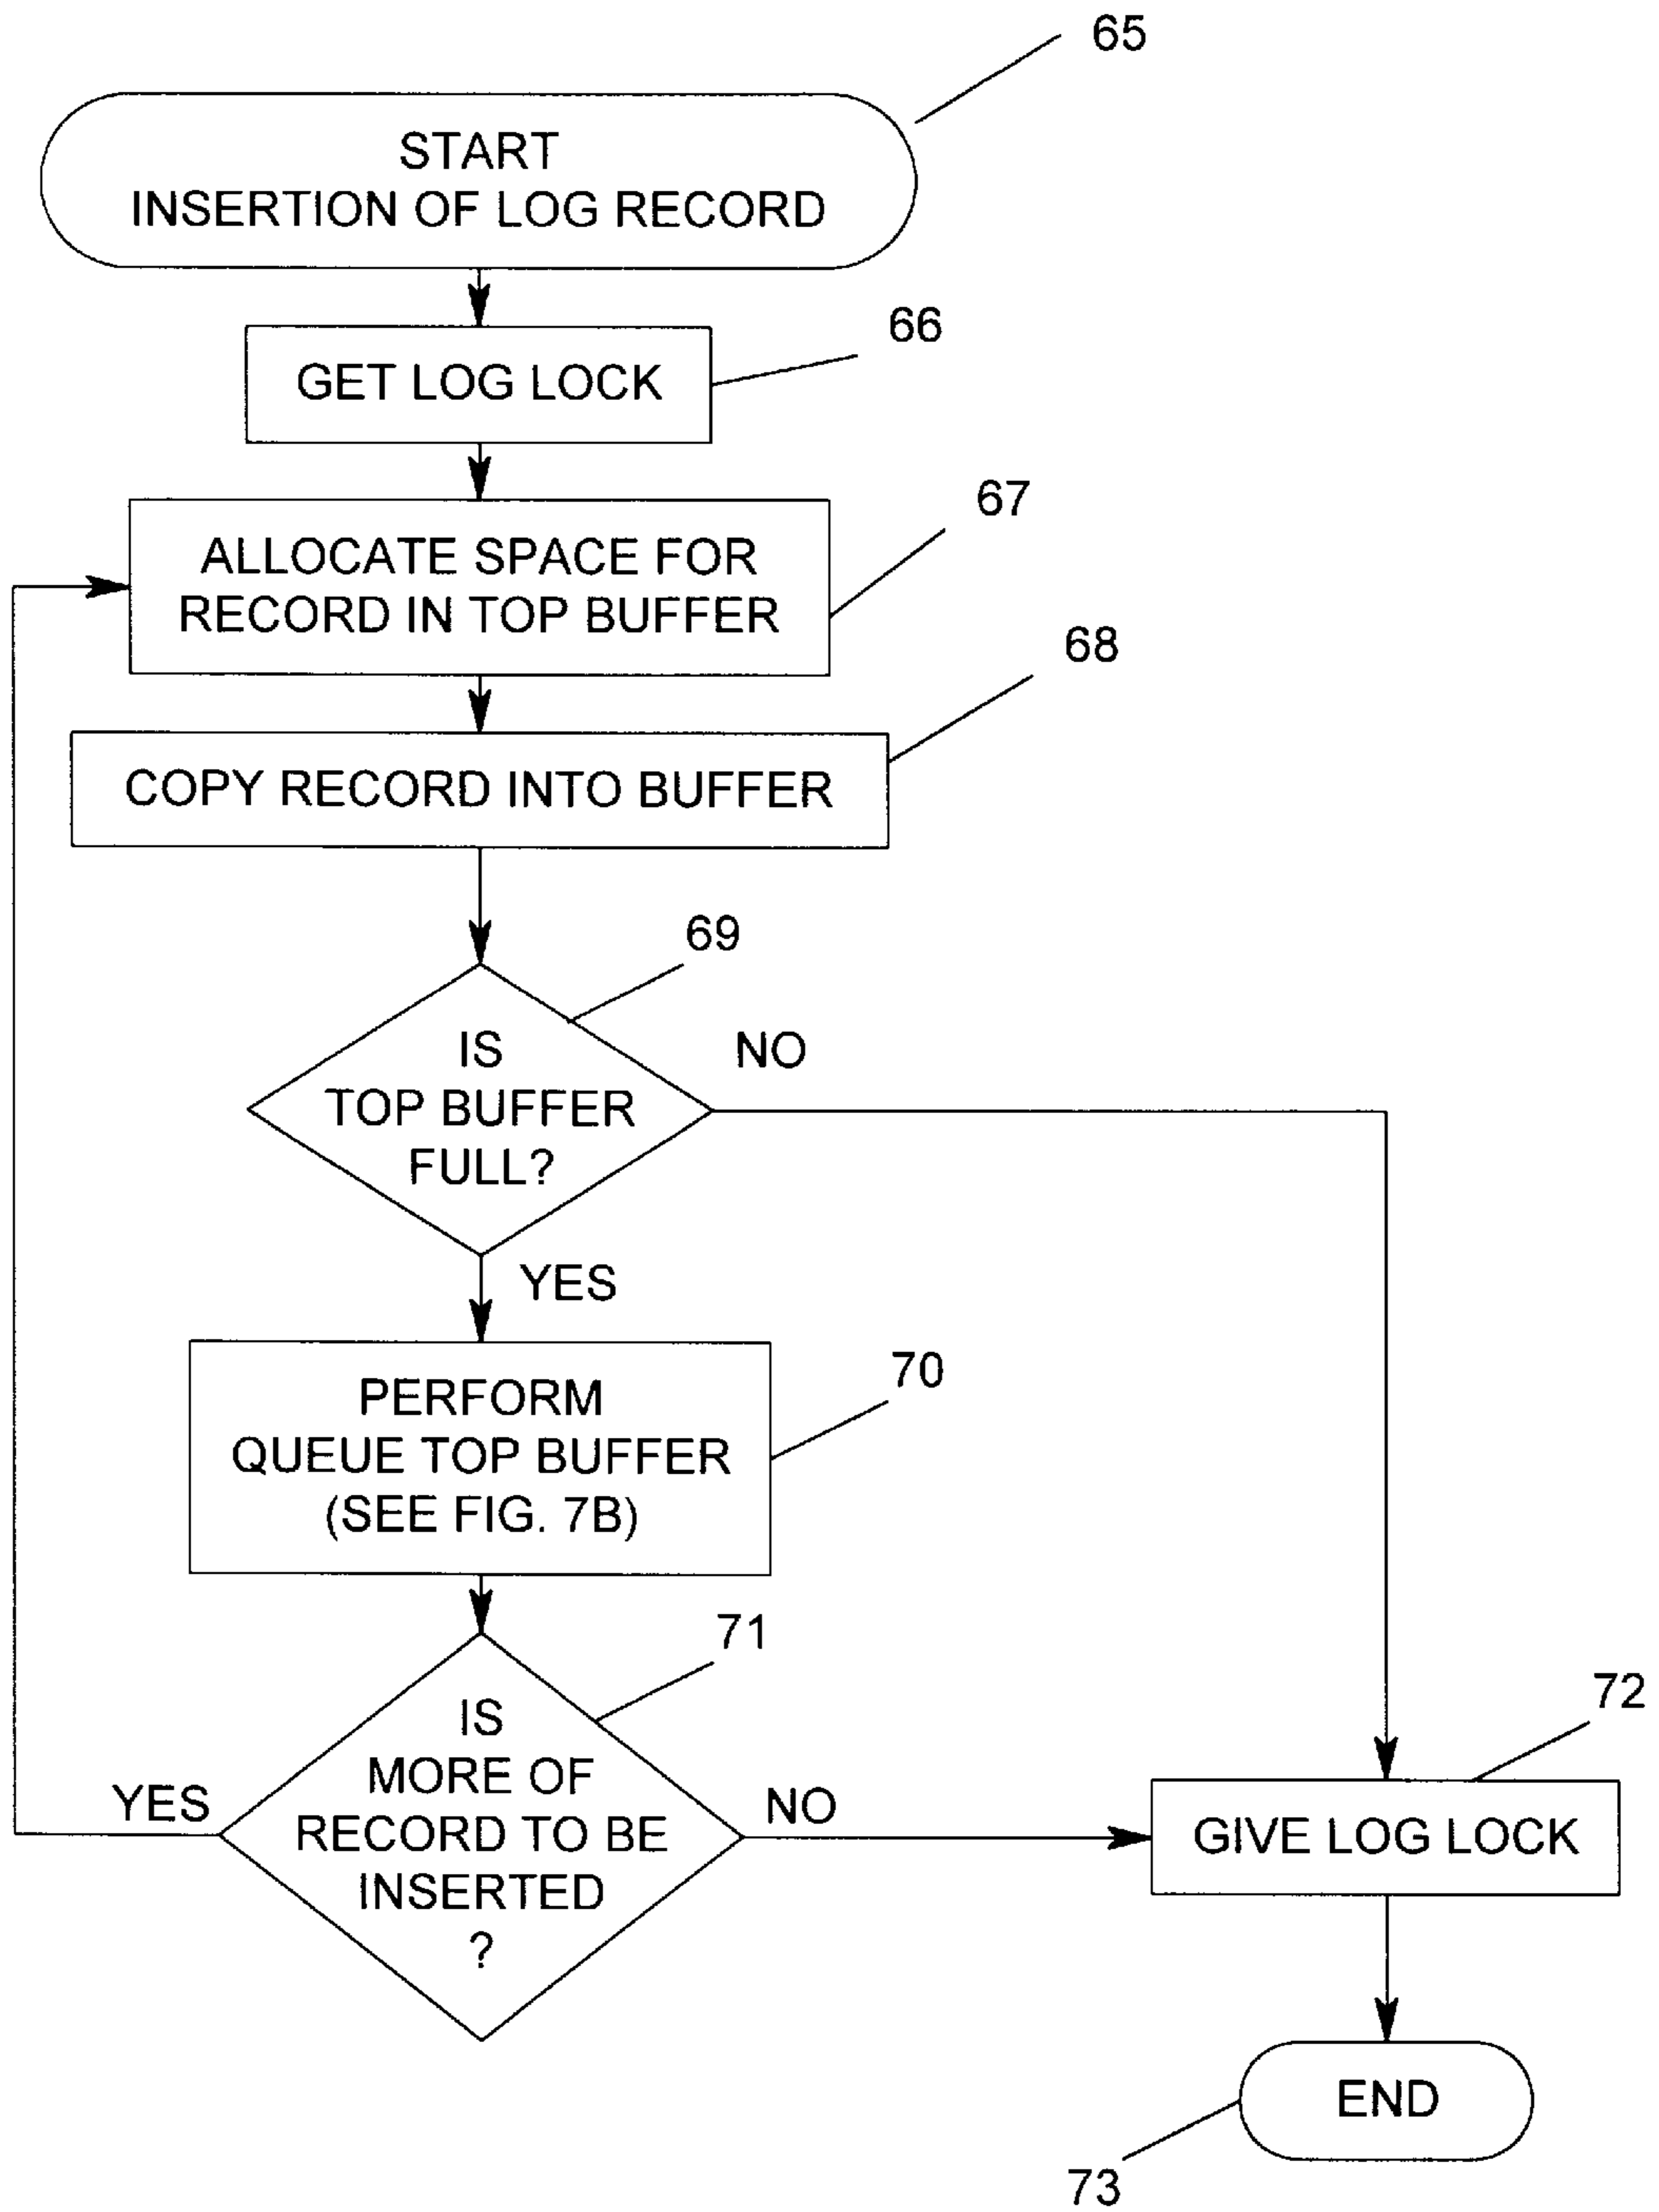 65
START
INSERTION OF LOG RECORD
66
GET LOG LOCK
67
ALLOCATE SPACE FOR
RECORD IN TOP BUFFER
68
COPY RECORD INTO BUFFER
69
IS
TOP BUFFER
FULL?
NO
YES
PERFORM
QUEUE TOP BUFFER
(SEE FIG. 7B)
70
71
IS
MORE OF
RECORD TO BE
INSERTED
?
YES
NO
72
GIVE LOG LOCK
END
73